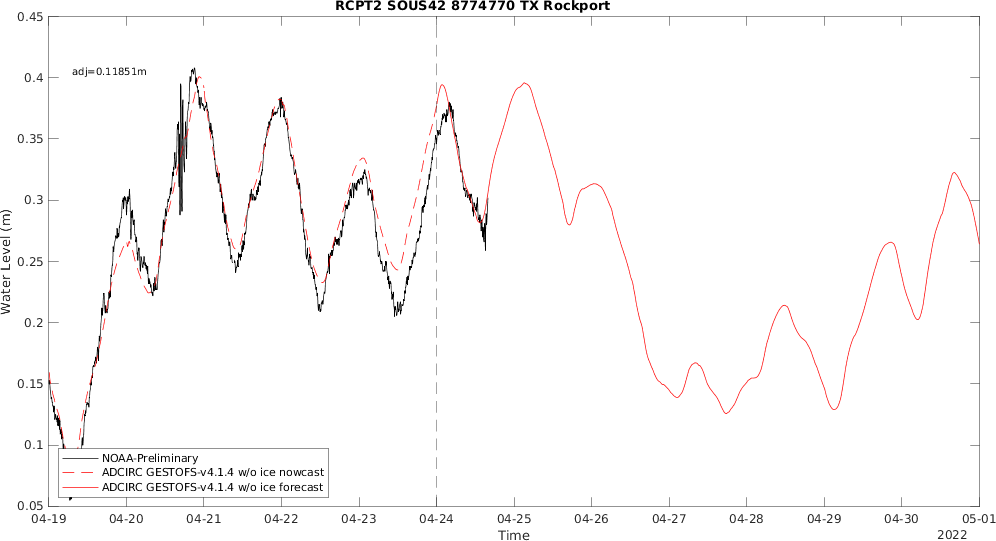 RCPT2 SOUS42 8774770 TX Rockport
0.45
0.4
0.35
0.3
0.25
0.2
0.15
0.1
0.05
Water Level (m)
adj=0.11851m
NOAA-Preliminary
ADCIRC GESTOFS-v4.1.4 w/o ice nowcast
ADCIRC GESTOFS-v4.1.4 w/o ice forecast
04-19 04-20 04-21 04-22 04-23 04-24 04-25 04-26 04-27 04-28 04-29 04-30 05-01
Time
2022